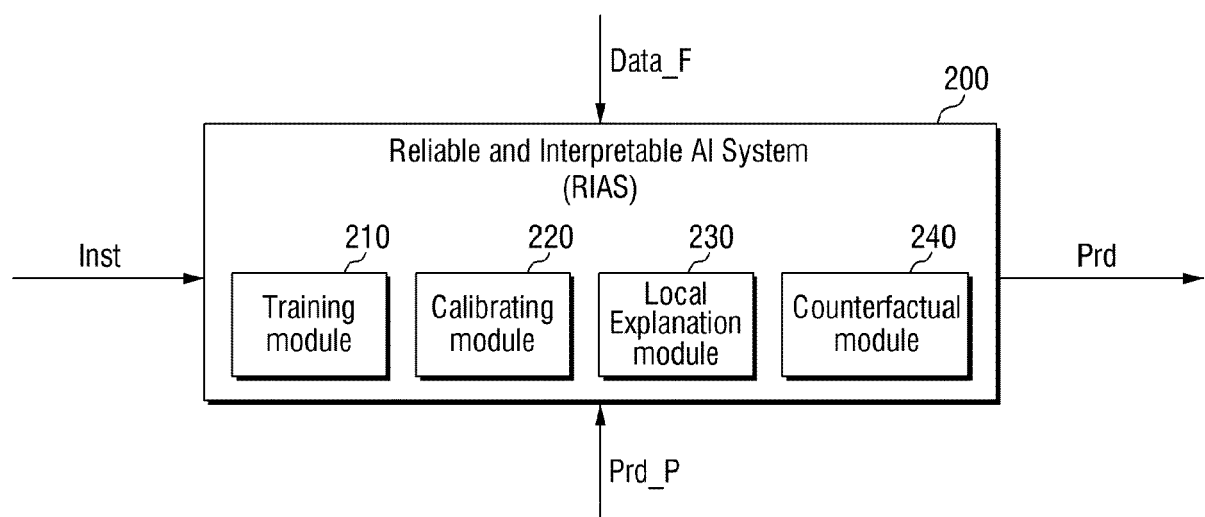 Data_F
200
Reliable and Interpretable AI System
(RIAS)
Inst
Prd
210
220
230
240
Training
module
Calibrating
module
Local
Explanation
module
Counterfactual
module
Prd_P